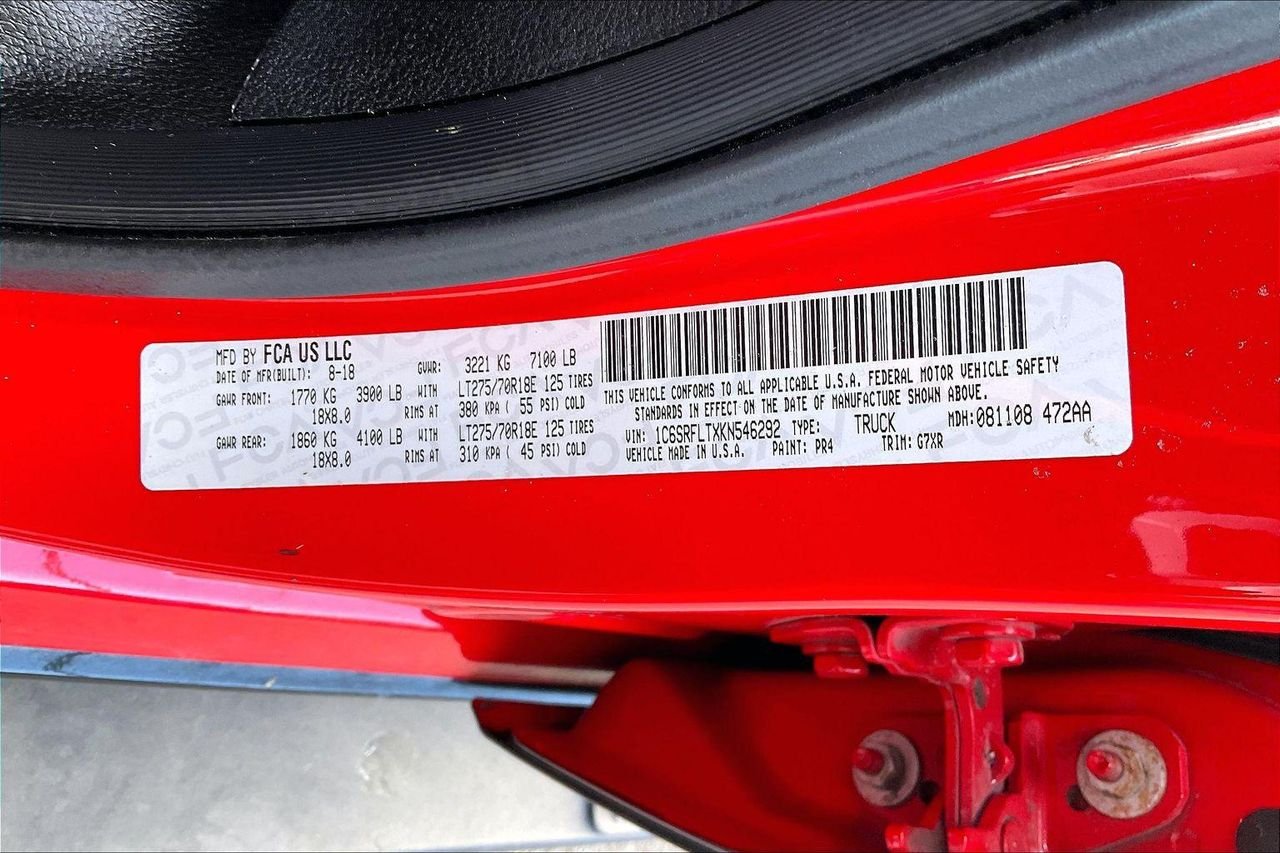 MFD BY FCA US LLC
DATE OF MFR(BUILT): 8-18 GVWR: 3221 KG 7100 LB
GAWR FRONT: 1770 KG 3900 LB WITH LT275/70R18E 125 TIRES
18X8.0 RIMS AT 380 KPA ( 55 PSI) COLD
GAWR REAR: 1860 KG 4100 LB WITH LT275/70R18E 125 TIRES
18X8.0 RIMS AT 310 KPA ( 45 PSI) COLD
THIS VEHICLE CONFORMS TO ALL APPLICABLE U.S.A. FEDERAL MOTOR VEHICLE SAFETY
STANDARDS IN EFFECT ON THE DATE OF MANUFACTURE SHOWN ABOVE.
VIN: 1C6SRFLTXKN546292 TYPE: TRUCK MDH:081108 472AA
VEHICLE MADE IN U.S.A. PAINT: PR4 TRIM: G7XR